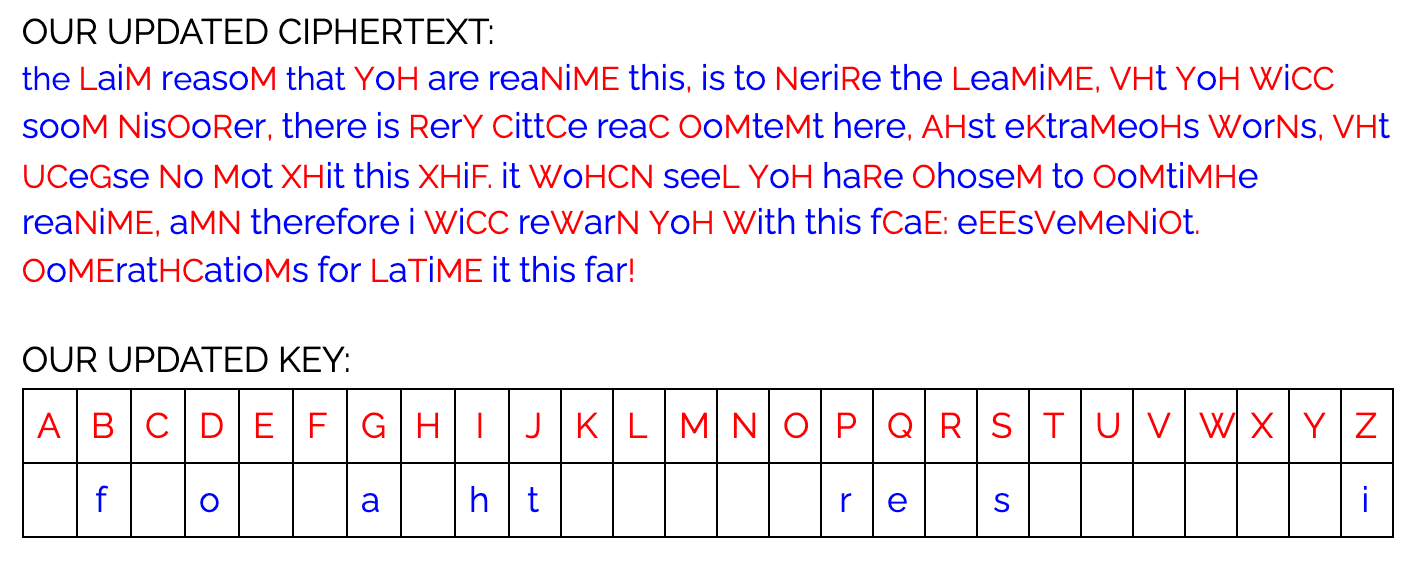 OUR UPDATED CIPHERTEXT:
the LaiM reasoM that YoH are reaNiME this, is to NeriRe the LeaMiME, VHt YoH WiCC
sooM NisOoRer, there is RerY CittCe reaC OoMteMt here, AHst eKtraMeoHs WorNs, VHt
UCeGse No Mot XHit this XHiF. it WoHCN seeL YoH haRe OhoseM to OoMtiMHe
reaNiME, aMN therefore i WiCC reWarN YoH With this fCaE: eEEsVeMeNiOt.
OoMEratHCatioMs for LaTiME it this far!
OUR UPDATED KEY:
A B C D E F G H I J K L M N O P Q R S T U V W X Y Z
f o a h t r e s i